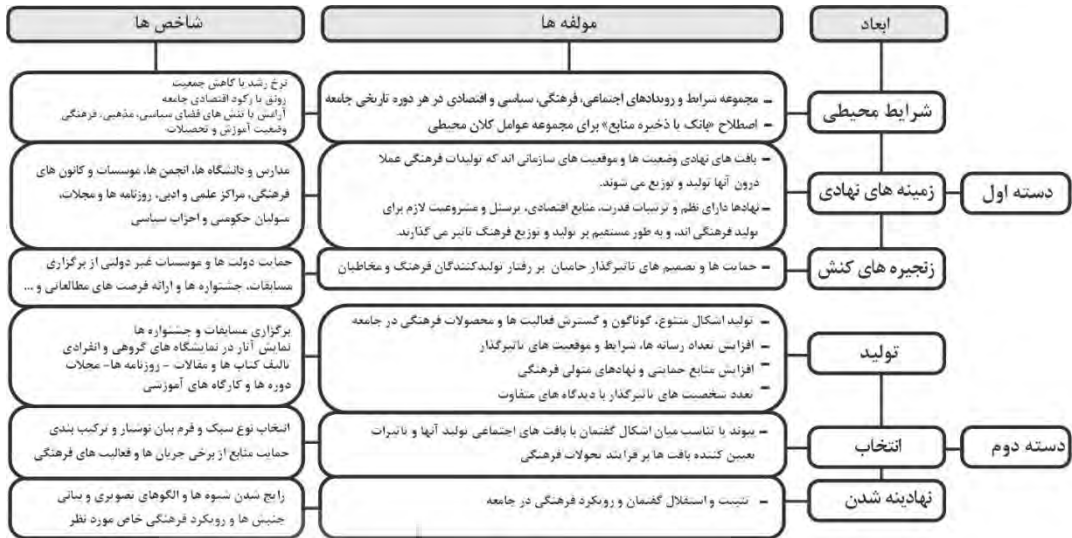 ابعاد
مولفه ها
شاخص ها
دسته اول
شرایط محیطی
– مجموعه شرایط و رویدادهای اجتماعی، فرهنگی، سیاسی و اقتصادی در هر دوره تاریخی جامعه
– اصطلاح «بانک یا ذخیره منابع» برای مجموعه عوامل کلان محیطی
نرخ رشد یا کاهش جمعیت
رونق یا رکود اقتصادی جامعه
آرامش یا تنش های فضای سیاسی، مذهبی، فرهنگی
وضعیت آموزش و تحصیلات
زمینه های نهادی
– بافت های نهادی وضعیت ها و موقعیت های سازمانی اند که تولیدات فرهنگی عملا
درون آنها تولید و توزیع می شوند.
– نهادها دارای نظم و ترتیبات قدرت، منابع اقتصادی، پرسنل و مشروعیت لازم برای
تولید فرهنگی اند، و به طور مستقیم بر تولید و توزیع فرهنگ تاثیر می گذارند.
مدارس و دانشگاه ها، انجمن ها، موسسات و کانون های
فرهنگی، مراکز علمی و ادبی، روزنامه ها و مجلات،
متولیان حکومتی و احزاب سیاسی
زنجیره های کنش
– حمایت ها و تصمیم های تاثیرگذار حامیان بر رفتار تولیدکنندگان فرهنگ و مخاطبان
حمایت دولت ها و موسسات غیر دولتی از برگزاری
مسابقات، جشنواره ها و ارائه فرصت های مطالعاتی و ...
دسته دوم
تولید
– تولید اشکال متنوع، گوناگون و گسترش فعالیت ها و محصولات فرهنگی در جامعه
– افزایش تعداد رسانه ها، شرایط و موقعیت های تاثیرگذار
– افزایش منابع حمایتی و نهادهای متولی فرهنگی
– تعدد شخصیت های تاثیرگذار با دیدگاه های متفاوت
برگزاری مسابقات و جشنواره ها
نمایش آثار در نمایشگاه های گروهی و انفرادی
تالیف کتاب ها و مقالات – روزنامه ها- مجلات
دوره ها و کارگاه های آموزشی
انتخاب
– پیوند یا تناسب میان اشکال گفتمان با بافت های اجتماعی تولید آنها و تاثیرات
تعیین کننده بافت ها بر فرایند تحولات فرهنگی
انتخاب نوع سبک و فرم بیان نوشتار و ترکیب بندی
حمایت منابع از برخی جریان ها و فعالیت های فرهنگی
نهادینه شدن
– تثبیت و استقلال گفتمان و رویکرد فرهنگی در جامعه
رایج شدن شیوه ها و الگوهای تصویری و بیانی
جنبش ها و رویکرد فرهنگی خاص مورد نظر